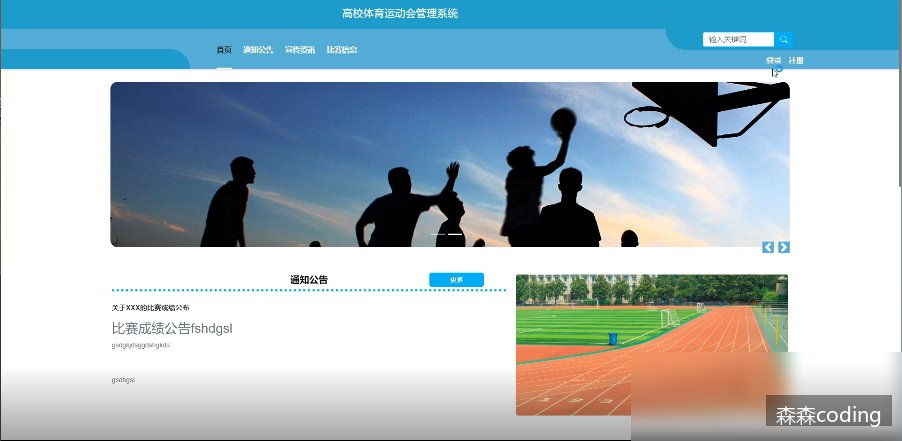 高校体育运动会管理系统
输入关键词
首页 通知公告 宣传资讯 比赛信息
登录 注册
通知公告
更多
关于XXX的比赛成绩公布
比赛成绩公告fshdgsl
gsdgkjdsggdshgkds
gsdhgsl
森森coding